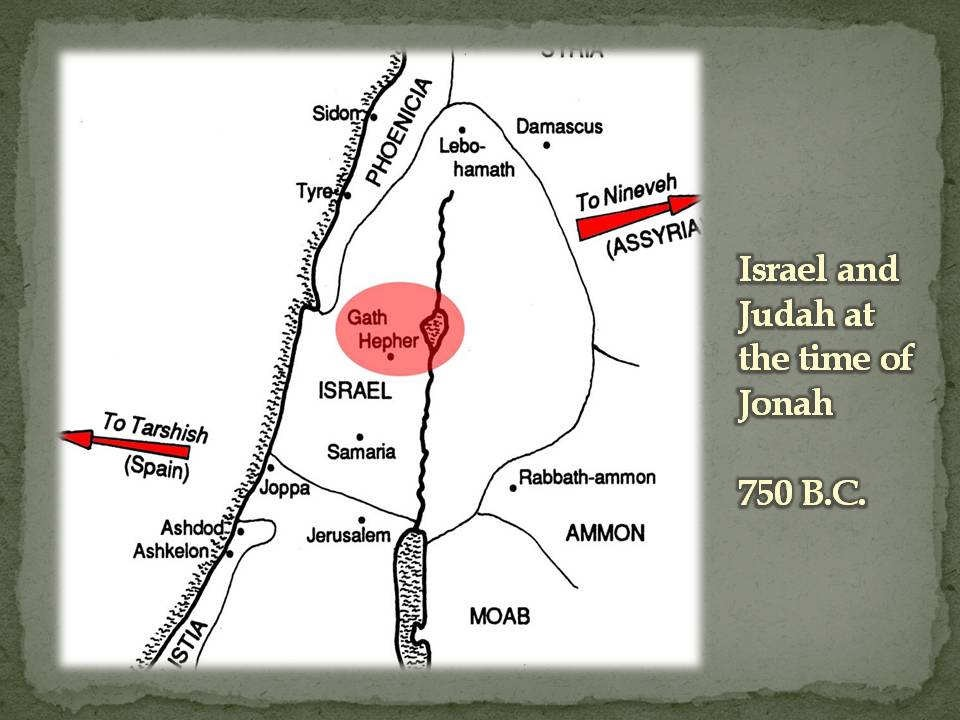 Sidon
PHOENICIA
Damascus
Lebo-
hamath
Tyre
To Nineveh
(ASSYRIA
Israel and
Judah at
the time of
Jonah
750 B.C.
Gath
Hepher
ISRAEL
To Tarshish
(Spain)
Samaria
Joppa
Rabbath-ammon
Ashdod
Ashkelon
Jerusalem
AMMON
MOAB
ISTIA